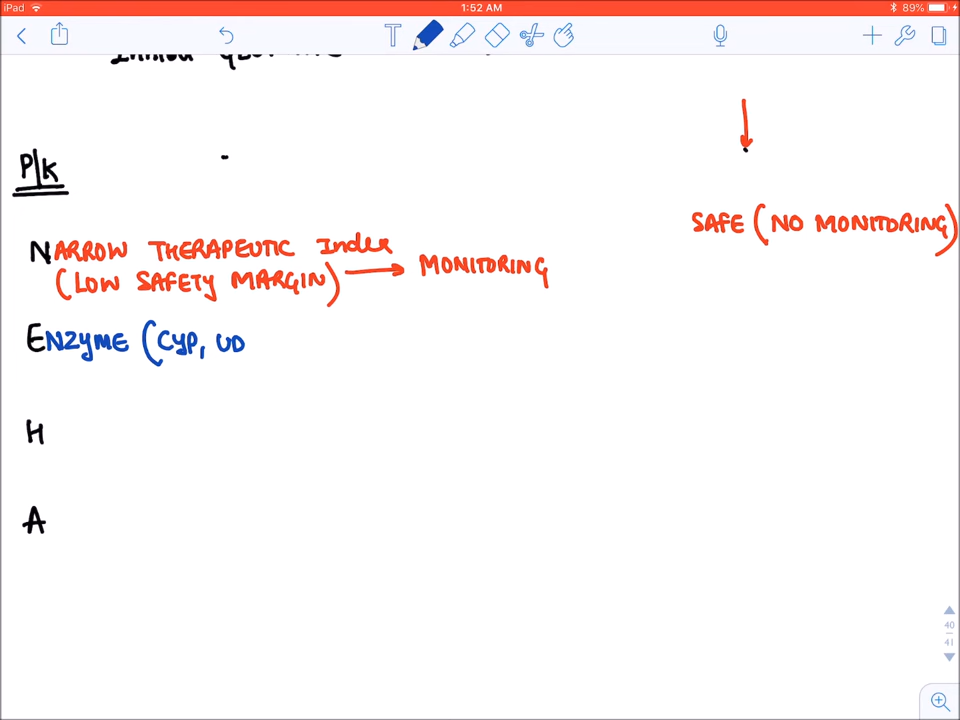 iPad 1:52 AM 89%
T
P/K
SAFE (NO MONITORING)
NARROW THERAPEUTIC Index
(LOW SAFETY MARGIN) → MONITORING
ENZYME (CYP, UD
H
A
40
41